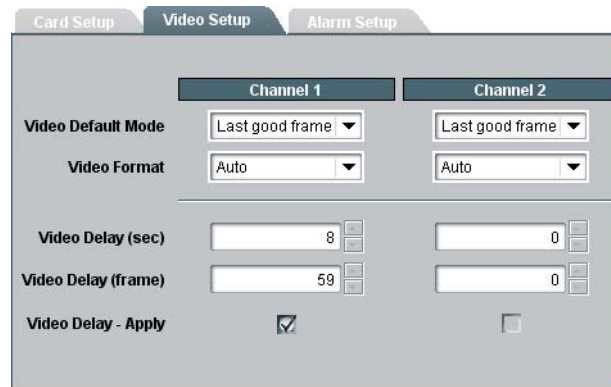 Card Setup Video Setup Alarm Setup
Channel 1 Channel 2
Video Default Mode Last good frame Last good frame
Video Format Auto Auto
Video Delay (sec) 8 0
Video Delay (frame) 59 0
Video Delay - Apply